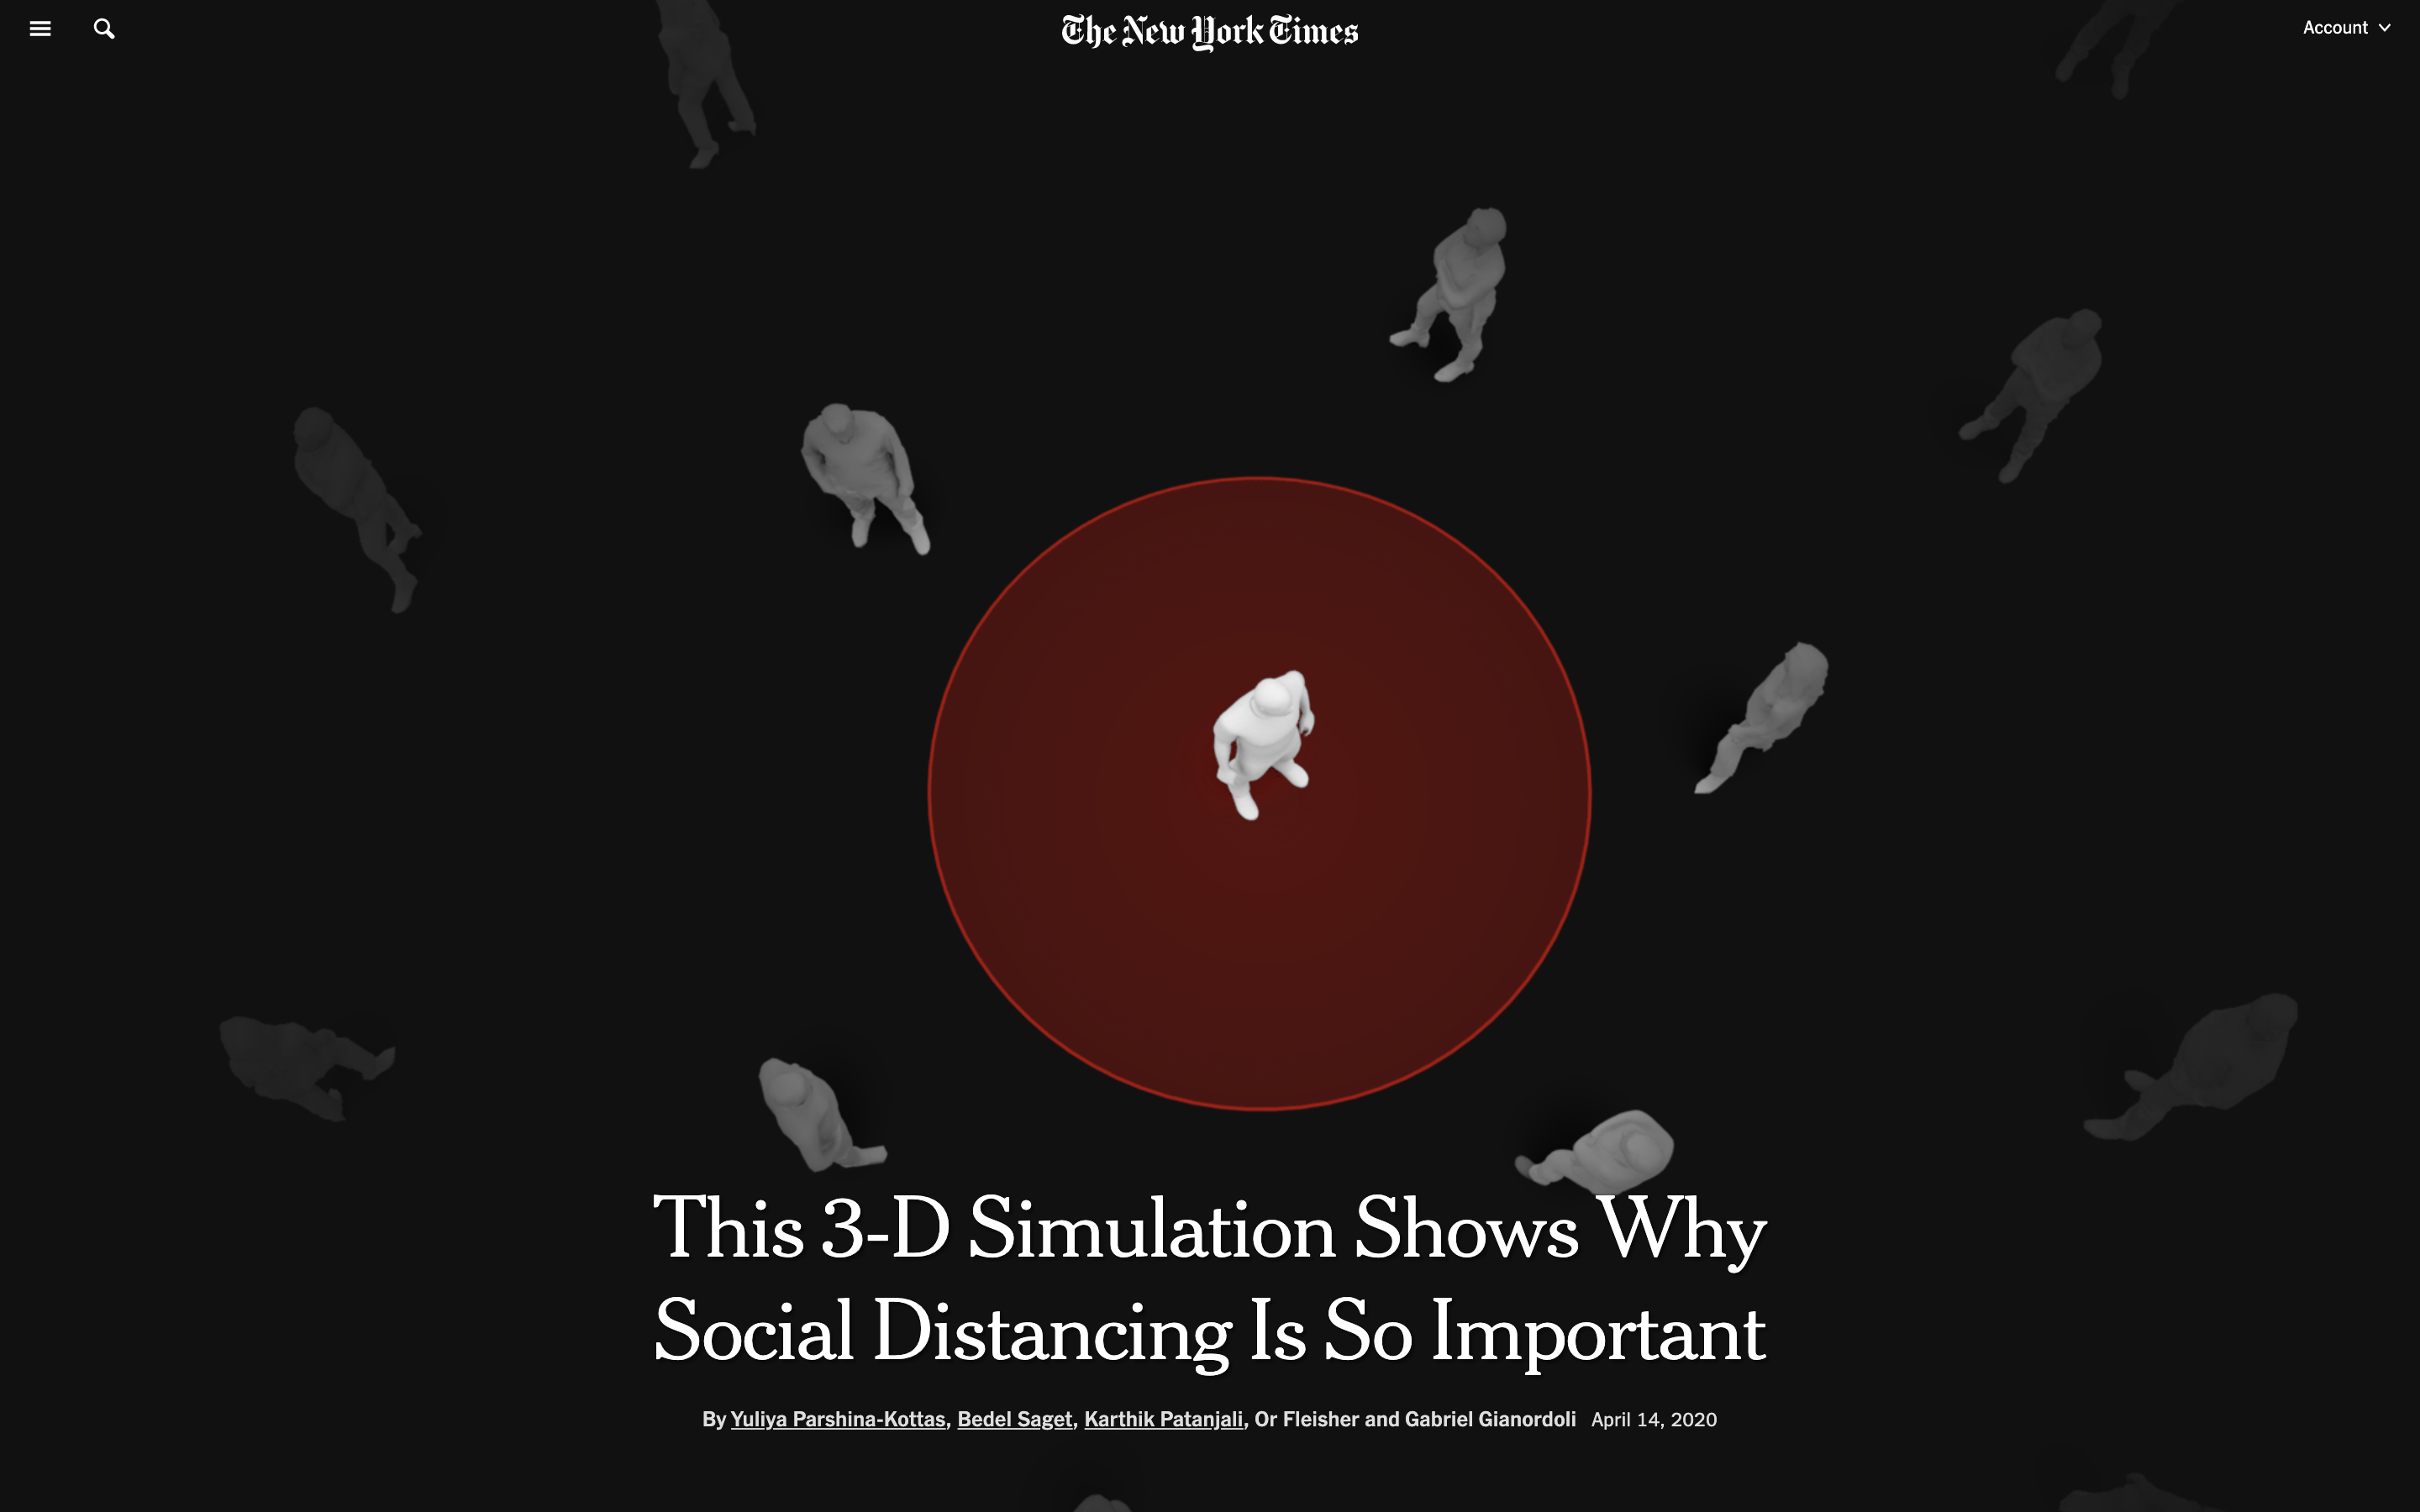 The New York Times
Account
This 3-D Simulation Shows Why
Social Distancing Is So Important
By Yuliya Parshina-Kottas, Bedel Saget, Karthik Patanjali, Or Fleisher and Gabriel Gianordoli April 14, 2020